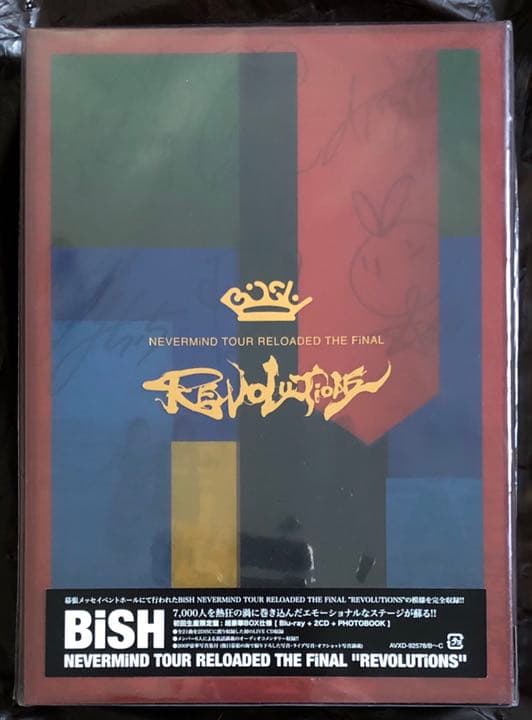 BiSH
NEVERMiND TOUR RELOADED THE FiNAL
REVOLUTiONS
幕張メッセイベントホールにて行われたBiSH NEVERMiND TOUR RELOADED THE FiNAL "REVOLUTiONS"の模様を完全収録!!
BiSH
7,000人を熱狂の渦に巻き込んだエモーショナルなステージが蘇る!!
初回生産限定盤:超豪華BOX仕様 [ Blu-ray + 2CD + PHOTOBOOK ]
AVXD-92578/B~C
NEVERMiND TOUR RELOADED THE FiNAL "REVOLUTiONS"